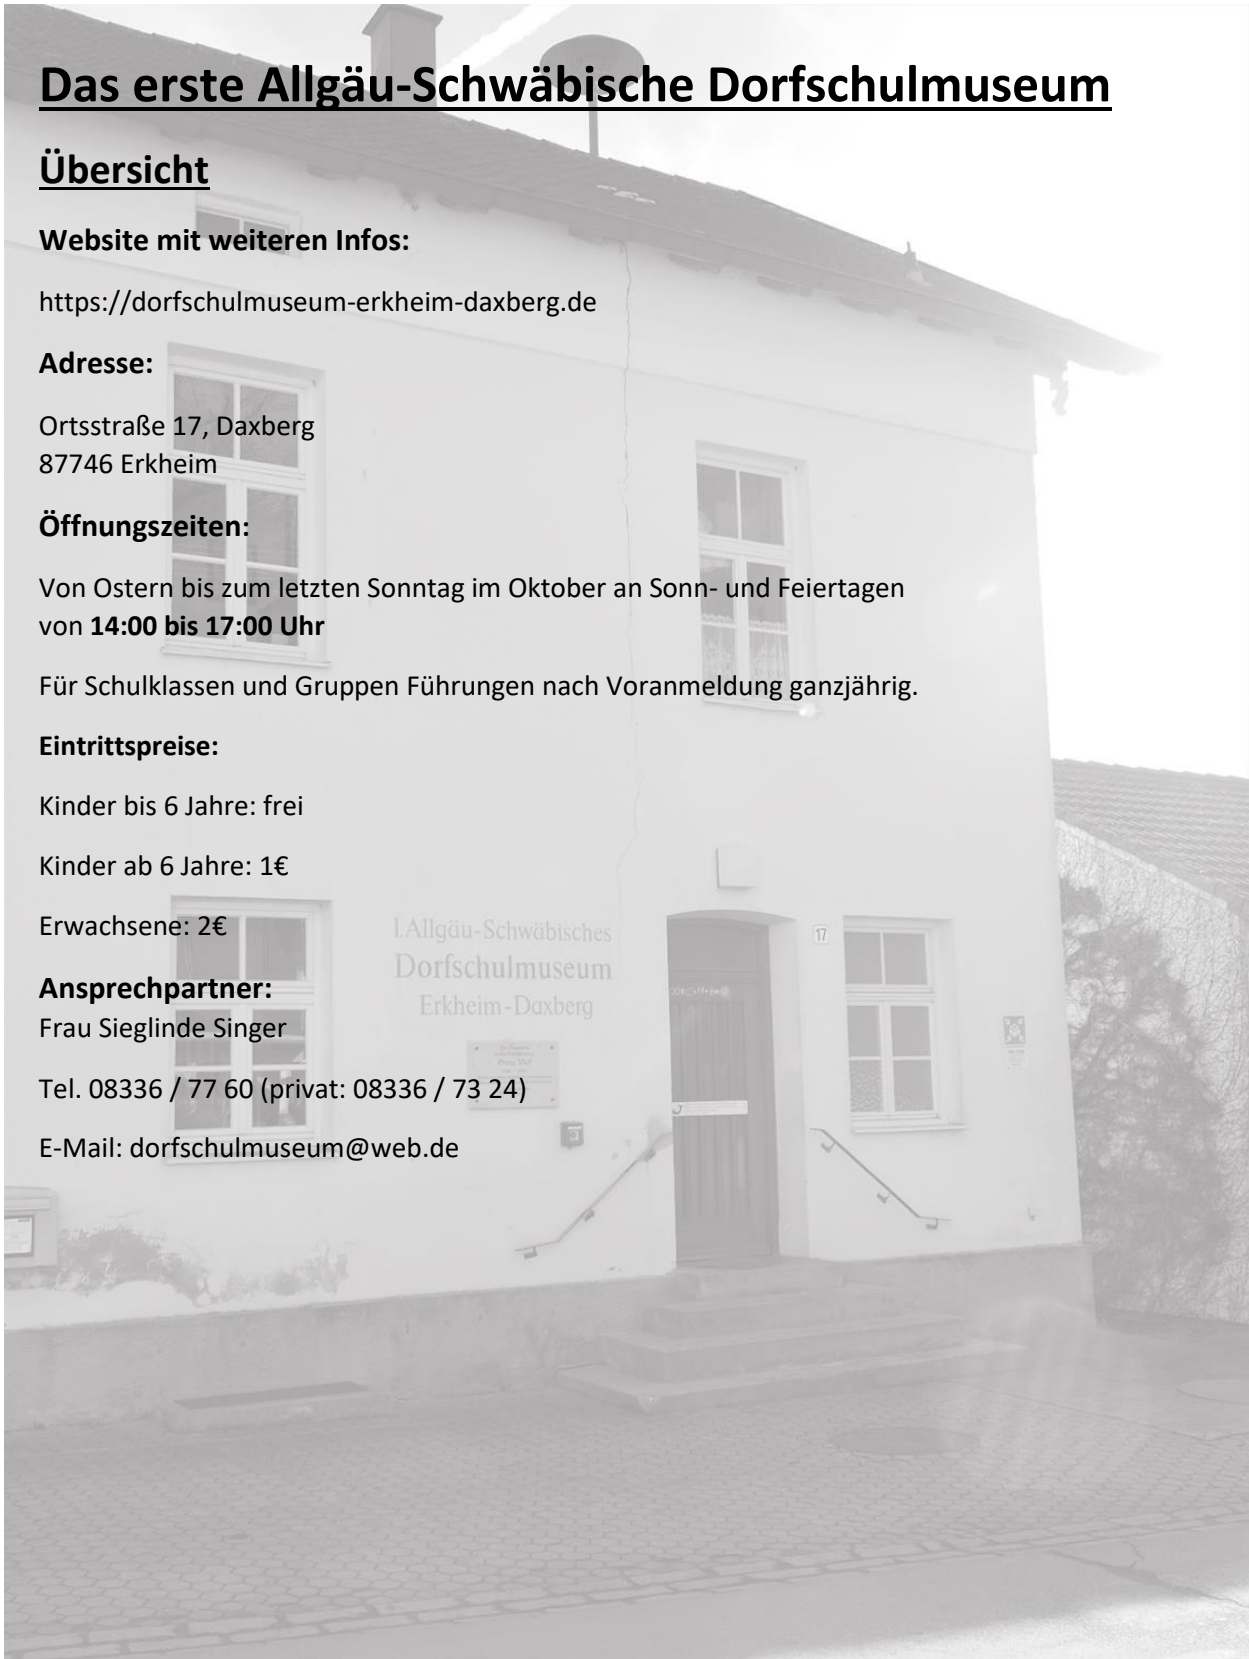 Das erste Allgäu-Schwäbische Dorfschulmuseum
Übersicht
Website mit weiteren Infos:
https://dorfschulmuseum-erkheim-daxberg.de
Adresse:
Ortsstraße 17, Daxberg
87746 Erkheim
Öffnungszeiten:
Von Ostern bis zum letzten Sonntag im Oktober an Sonn- und Feiertagen
von 14:00 bis 17:00 Uhr
Für Schulklassen und Gruppen Führungen nach Voranmeldung ganzjährig.
Eintrittspreise:
Kinder bis 6 Jahre: frei
Kinder ab 6 Jahre: 1€
Erwachsene: 2€
Ansprechpartner:
Frau Sieglinde Singer
Tel. 08336 / 77 60 (privat: 08336 / 73 24)
E-Mail: dorfschulmuseum@web.de
I.Allgäu-Schwäbisches
Dorfschulmuseum
Erkheim-Daxberg
17